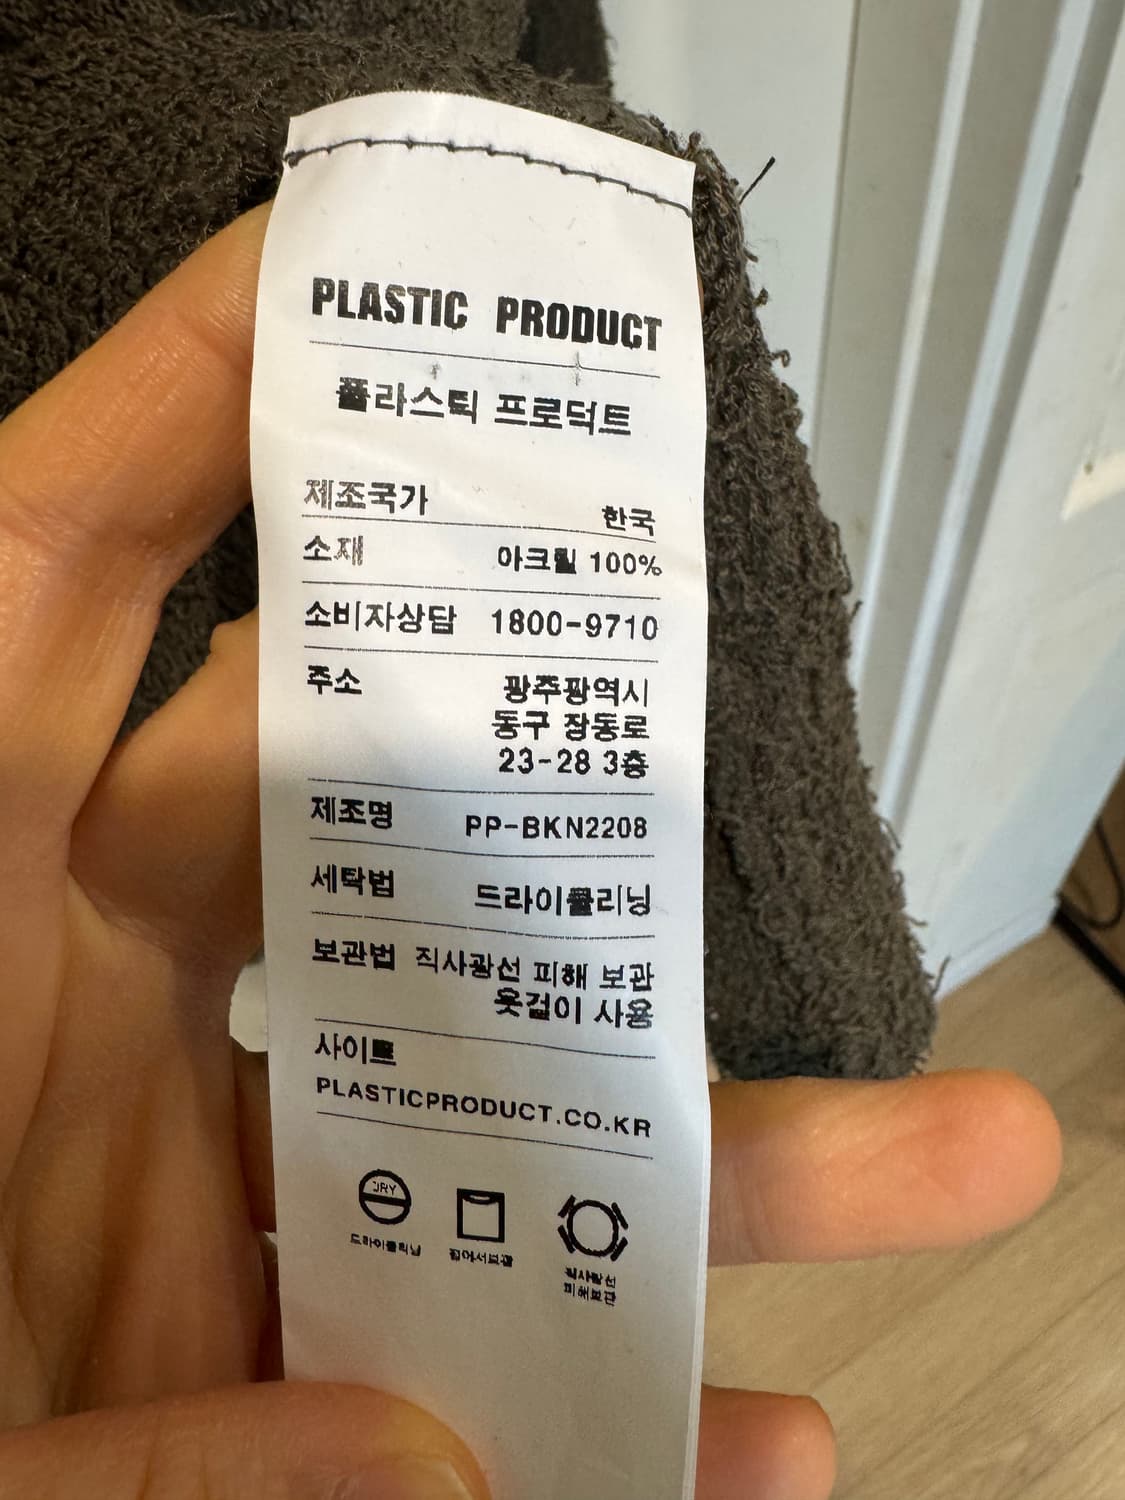 PLASTIC PRODUCT
플라스틱 프로덕트
제조국가 한국
소재 아크릴 100%
소비자상담 1800-9710
주소 광주광역시
동구 장동로
23-28 3층
제조명 PP-BKN2208
세탁법 드라이클리닝
보관법 직사광선 피해 보관
옷걸이 사용
사이트
PLASTICPRODUCT.CO.KR
DRY
드라이클리닝
접어서보관
직사광선
피해보관